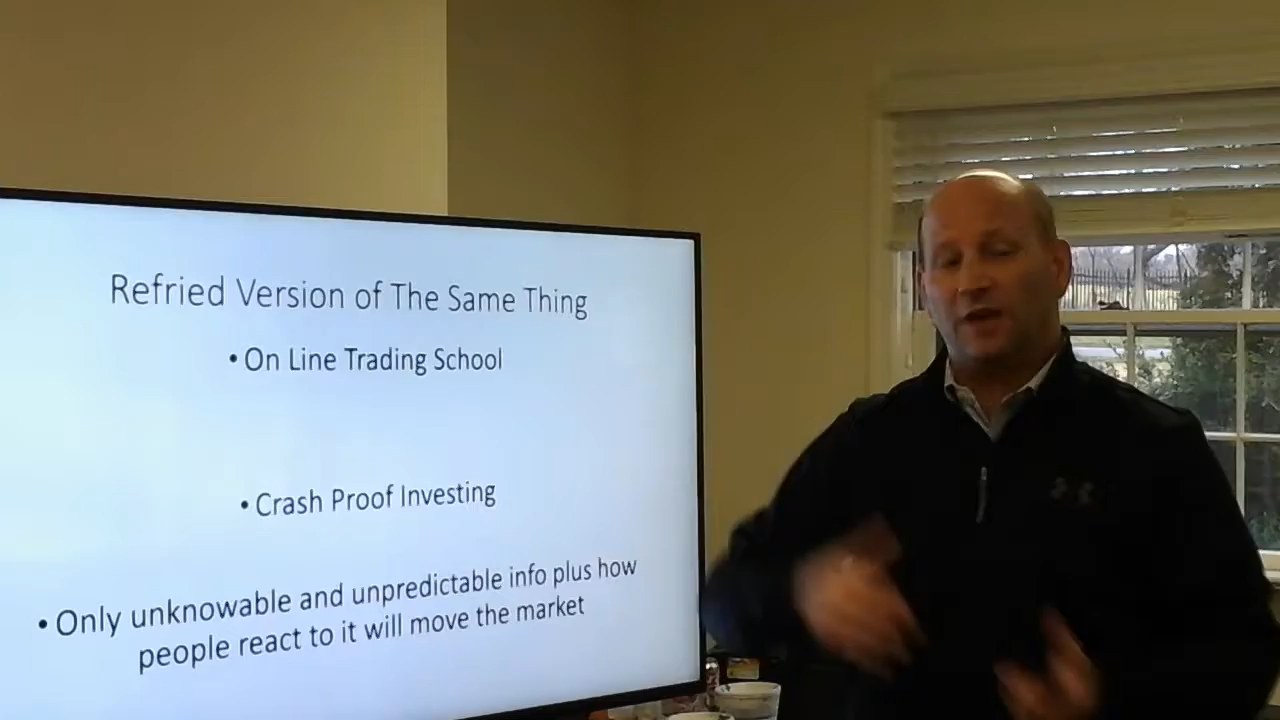 Refried Version of The Same Thing
• On Line Trading School
• Crash Proof Investing
• Only unknowable and unpredictable info plus how
people react to it will move the market